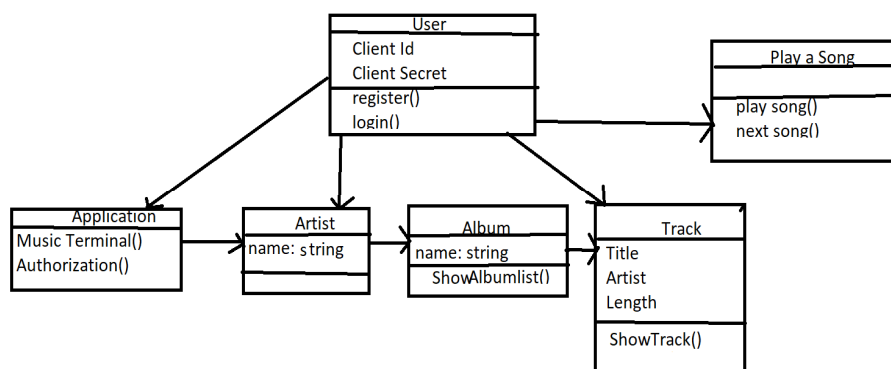 User
Client Id
Client Secret
register()
login()
Play a Song
play song()
next song()
Application
Music Terminal()
Authorization()
Artist
name: string
Album
name: string
ShowAlbumlist()
Track
Title
Artist
Length
ShowTrack()